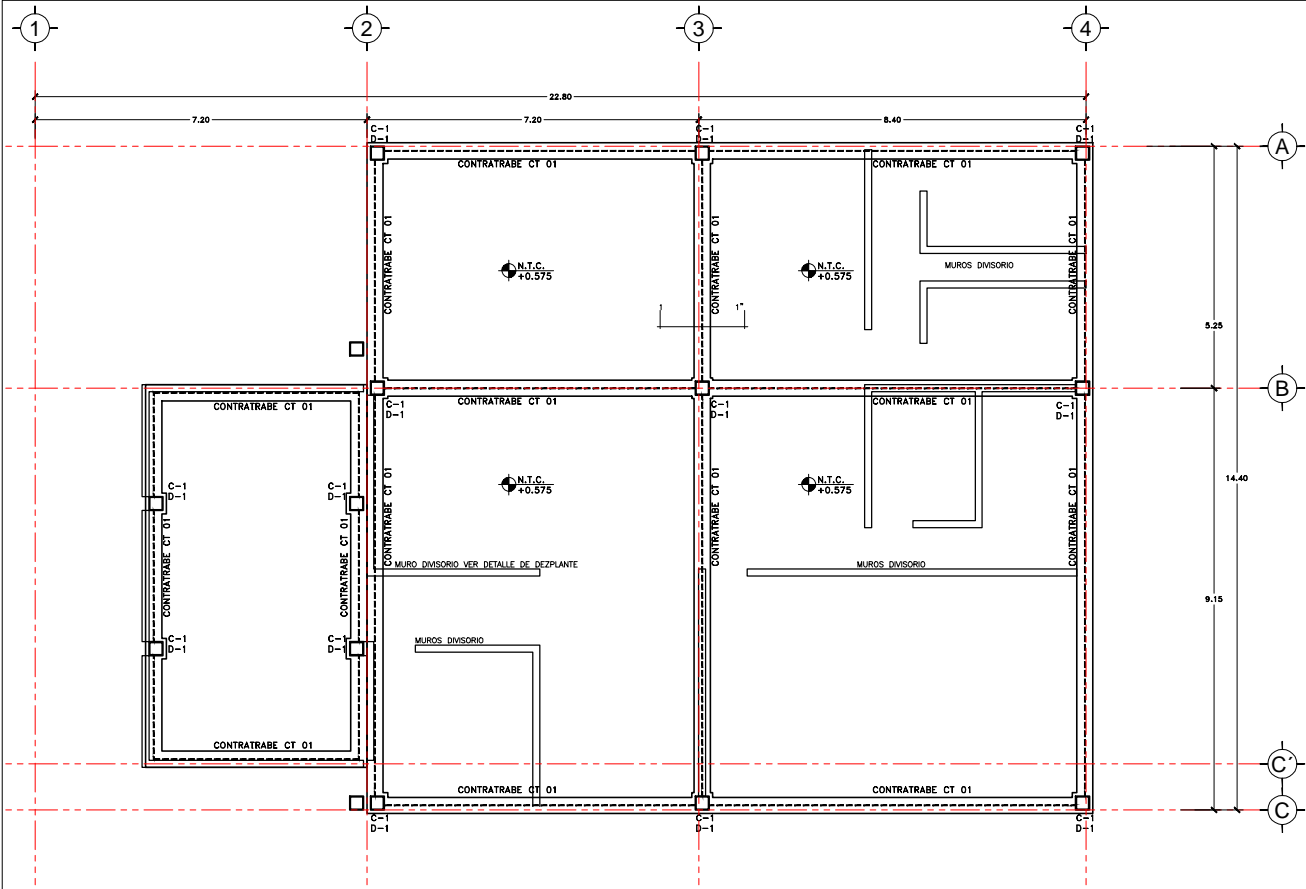 1
2
3
4
22.80
7.20
7.20
8.40
C-1
D-1
C-1
D-1
C-1
D-1
A
CONTRATRABE CT 01
CONTRATRABE CT 01
CONTRATRABE CT 01
CONTRATRABE CT 01
CONTRATRABE CT 01
N.T.C.
+0.575
N.T.C.
+0.575
MUROS DIVISORIO
1
1"
5.25
B
CONTRATRABE CT 01
C-1
D-1
CONTRATRABE CT 01
C-1
D-1
CONTRATRABE CT 01
C-1
D-1
C-1
D-1
C-1
D-1
N.T.C.
+0.575
N.T.C.
+0.575
14.40
CONTRATRABE CT 01
CONTRATRABE CT 01
CONTRATRABE CT 01
CONTRATRABE CT 01
CONTRATRABE CT 01
MURO DIVISORIO VER DETALLE DE DEZPLANTE
MUROS DIVISORIO
9.15
C-1
D-1
C-1
D-1
MUROS DIVISORIO
CONTRATRABE CT 01
C´
CONTRATRABE CT 01
CONTRATRABE CT 01
C
C-1
D-1
C-1
D-1
C-1
D-1